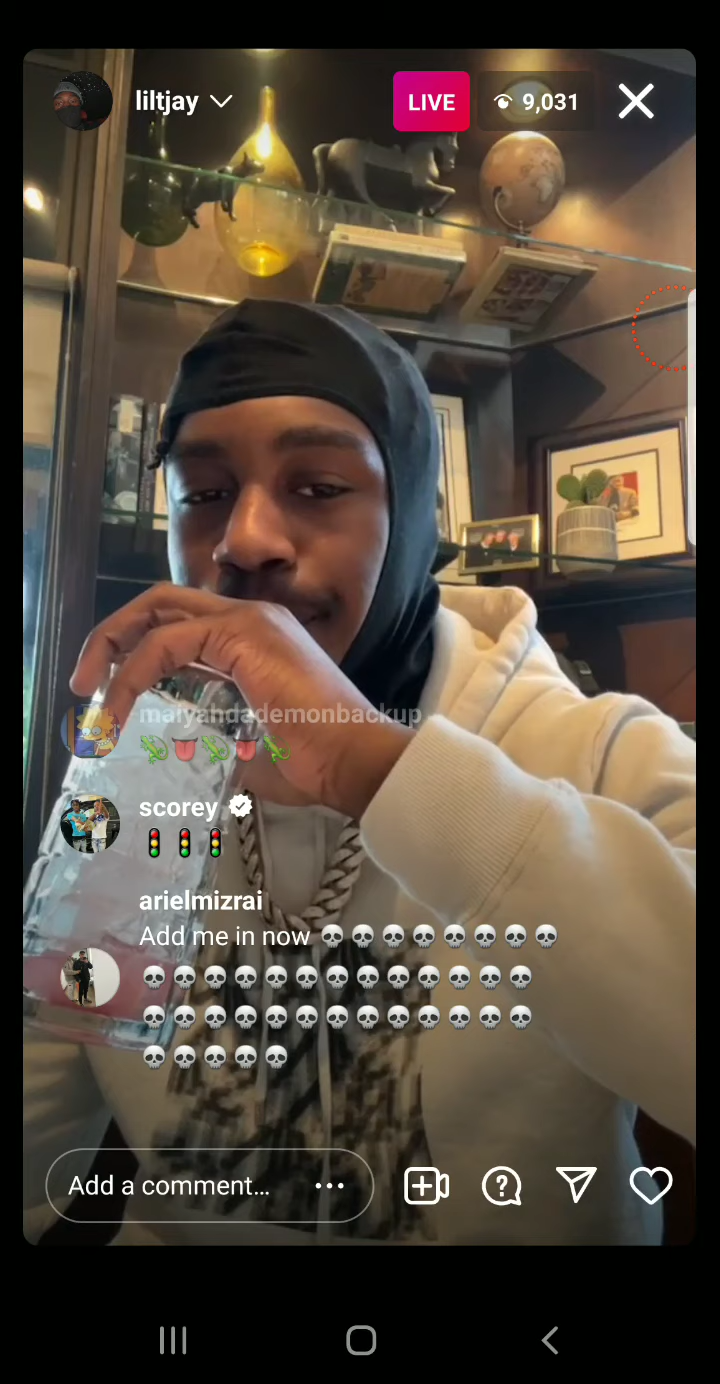 liltjay
LIVE
9,031
maiyahdademonbackup
🦎👅🦎👅🦎
scorey
🚦🚦🚦
arielmizrai
Add me in now 💀💀💀💀💀💀💀💀
💀💀💀💀💀💀💀💀💀💀💀💀💀
💀💀💀💀💀💀💀💀💀💀💀💀💀
💀💀💀💀💀
Add a comment...